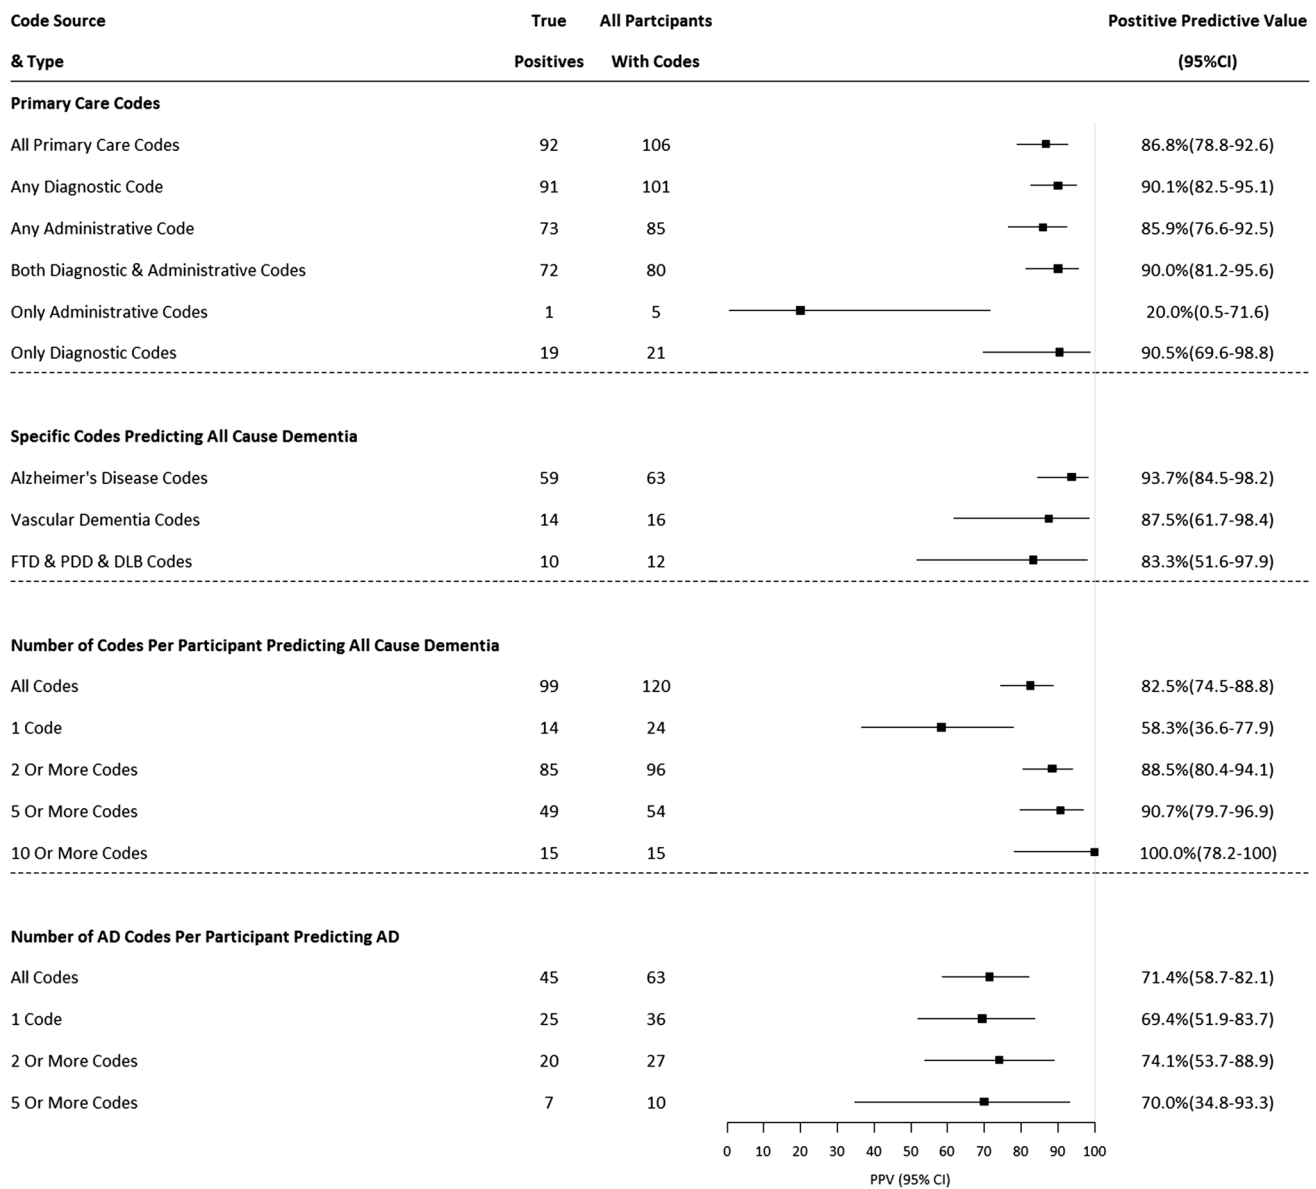 Code Source True All Partcipants Postitive Predictive Value
& Type Positives With Codes (95%CI)
Primary Care Codes
All Primary Care Codes 92 106 86.8%(78.8-92.6)
Any Diagnostic Code 91 101 90.1%(82.5-95.1)
Any Administrative Code 73 85 85.9%(76.6-92.5)
Both Diagnostic & Administrative Codes 72 80 90.0%(81.2-95.6)
Only Administrative Codes 1 5 20.0%(0.5-71.6)
Only Diagnostic Codes 19 21 90.5%(69.6-98.8)
Specific Codes Predicting All Cause Dementia
Alzheimer's Disease Codes 59 63 93.7%(84.5-98.2)
Vascular Dementia Codes 14 16 87.5%(61.7-98.4)
FTD & PDD & DLB Codes 10 12 83.3%(51.6-97.9)
Number of Codes Per Participant Predicting All Cause Dementia
All Codes 99 120 82.5%(74.5-88.8)
1 Code 14 24 58.3%(36.6-77.9)
2 Or More Codes 85 96 88.5%(80.4-94.1)
5 Or More Codes 49 54 90.7%(79.7-96.9)
10 Or More Codes 15 15 100.0%(78.2-100)
Number of AD Codes Per Participant Predicting AD
All Codes 45 63 71.4%(58.7-82.1)
1 Code 25 36 69.4%(51.9-83.7)
2 Or More Codes 20 27 74.1%(53.7-88.9)
5 Or More Codes 7 10 70.0%(34.8-93.3)
0 10 20 30 40 50 60 70 80 90 100
PPV (95% CI)